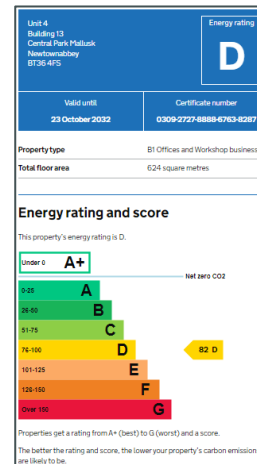 Unit 4
Building 13
Central Park Mallusk
Newtownabbey
BT36 4FS
Energy rating
D
Valid until
23 October 2032
Certificate number
0309-2727-8888-6763-8287
Property type
B1 Offices and Workshop business
Total floor area
624 square metres
Energy rating and score
This property's energy rating is D.
Under 0 A+
Net zero CO2
0-25 A
26-50 B
51-75 C
76-100 D
82 D
101-125 E
126-150 F
Over 150 G
Properties get a rating from A+ (best) to G (worst) and a score.
The better the rating and score, the lower your property's carbon emission
are likely to be.